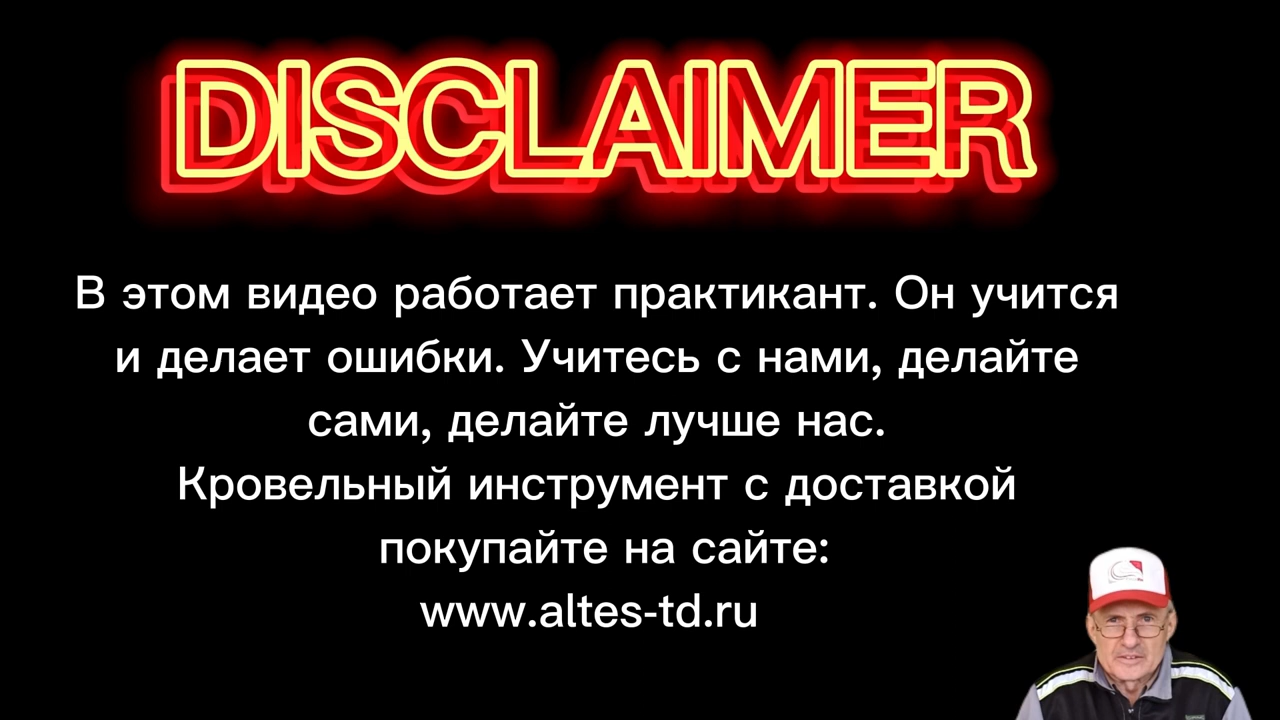 DISCLAIMER
В этом видео работает практикант. Он учится
и делает ошибки. Учитесь с нами, делайте
сами, делайте лучше нас.
Кровельный инструмент с доставкой
покупайте на сайте:
www.altes-td.ru